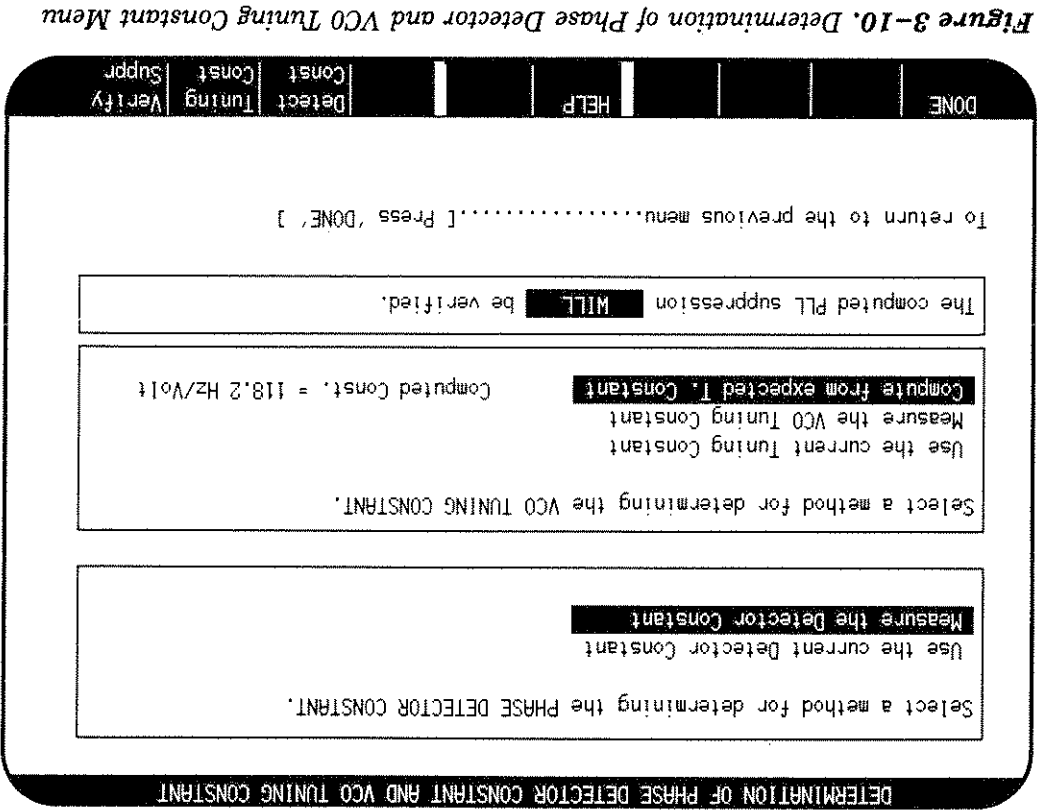 DETERMINATION OF PHASE DETECTOR CONSTANT AND VCO TUNING CONSTANT
Select a method for determining the PHASE DETECTOR CONSTANT.
Use the current Detector Constant
Measure the Detector Constant
Select a method for determining the VCO TUNING CONSTANT.
Use the current Tuning Constant
Measure the VCO Tuning Constant
Compute from expected T. Constant Computed Const. = 118.2 Hz/Volt
The computed PLL suppression WILL be verified.
To return to the previous menu.................[ Press 'DONE' ]
DONE HELP Detect Tuning Verify
Const Const Suppr
Figure 3-10. Determination of Phase Detector and VCO Tuning Constant Menu